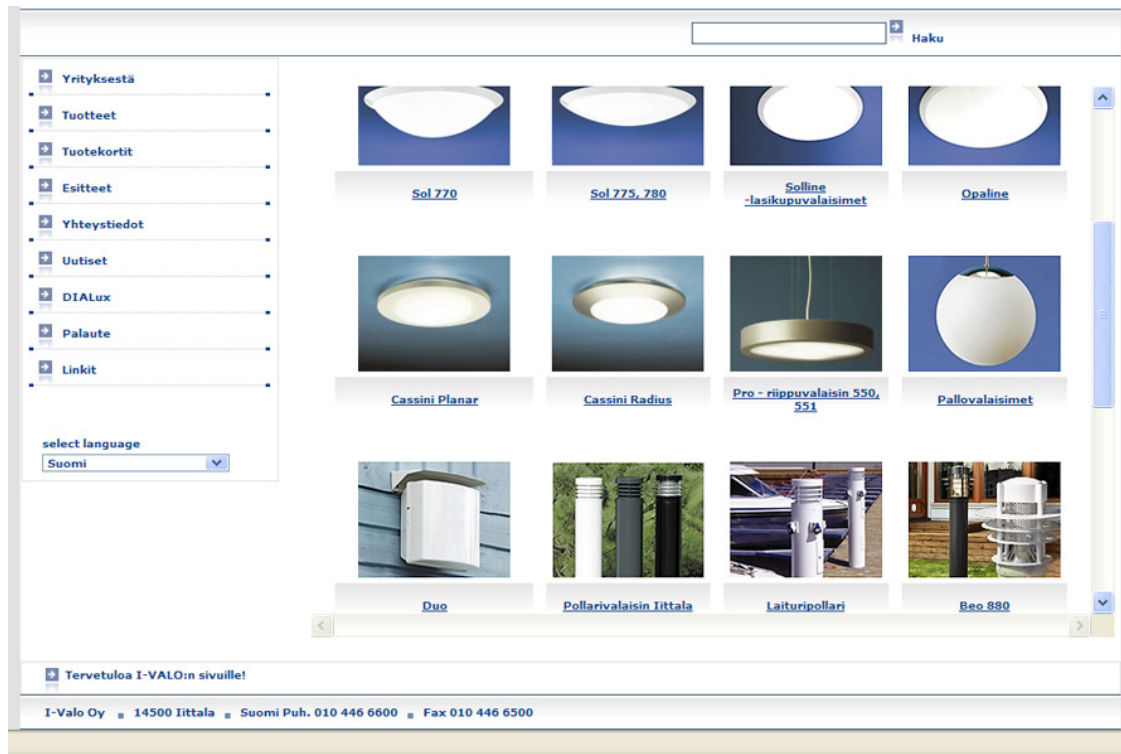 Haku
Yrityksestä
Tuotteet
Tuotekortit
Esitteet
Yhteystiedot
Uutiset
DIALux
Palaute
Linkit
select language
Suomi
Sol 770
Sol 775, 780
Solline
-lasikupuvalaisimet
Opaline
Cassini Planar
Cassini Radius
Pro - riippuvalaisin 550,
551
Pallovalaisimet
Duo
Pollarivalaisin Iittala
Laituripollari
Beo 880
Tervetuloa I-VALO:n sivuille!
I-Valo Oy 14500 Iittala Suomi Puh. 010 446 6600 Fax 010 446 6500